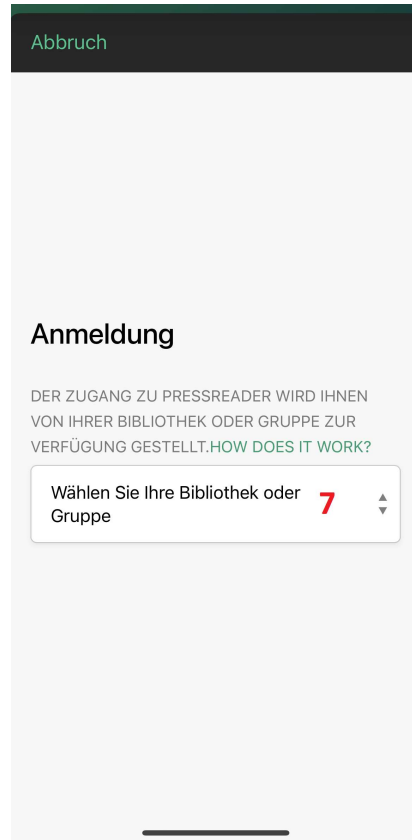 Abbruch
Anmeldung
DER ZUGANG ZU PRESSREADER WIRD IHNEN
VON IHRER BIBLIOTHEK ODER GRUPPE ZUR
VERFÜGUNG GESTELLT.HOW DOES IT WORK?
Wählen Sie Ihre Bibliothek oder
Gruppe
7